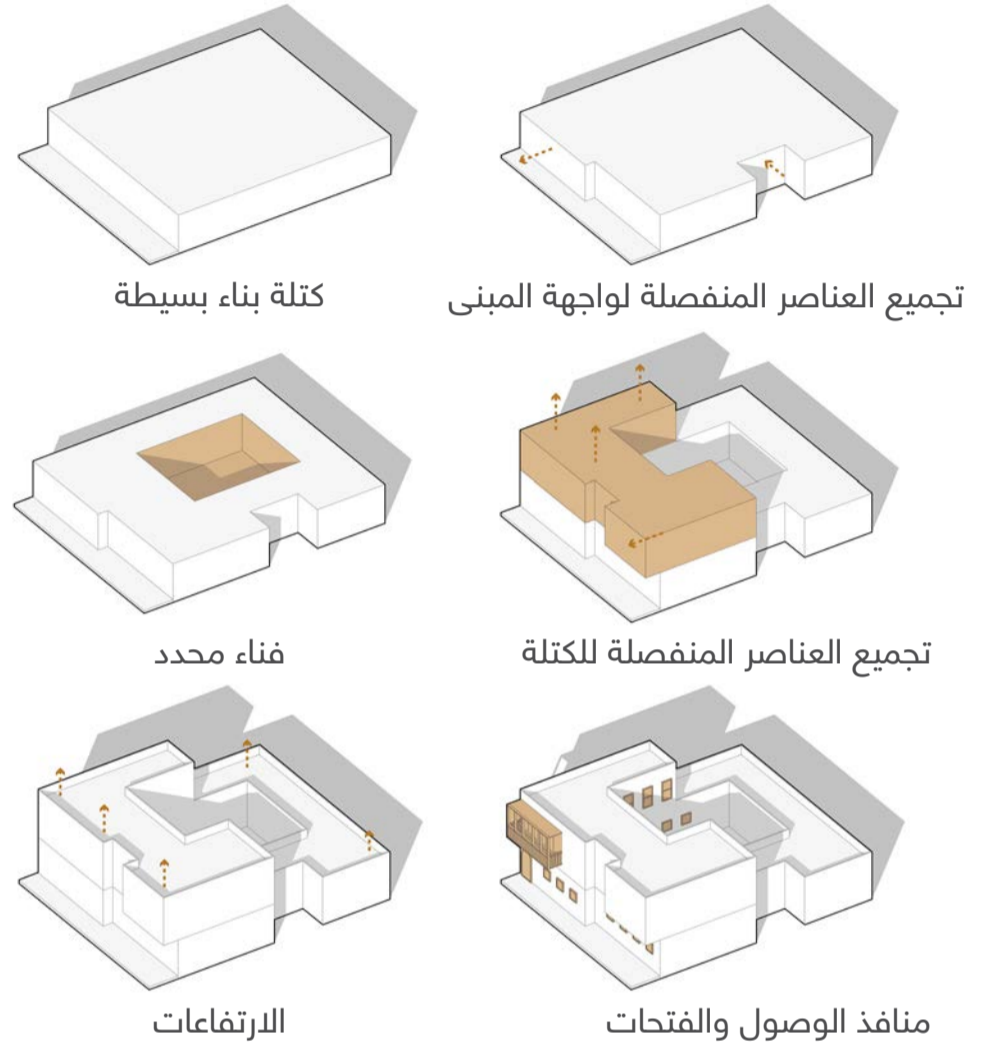 تجميع العناصر المنفصلة لواجهة المبنى
كتلة بناء بسيطة
تجميع العناصر المنفصلة للكتلة
فناء محدد
منافذ الوصول والفتحات
الارتفاعات